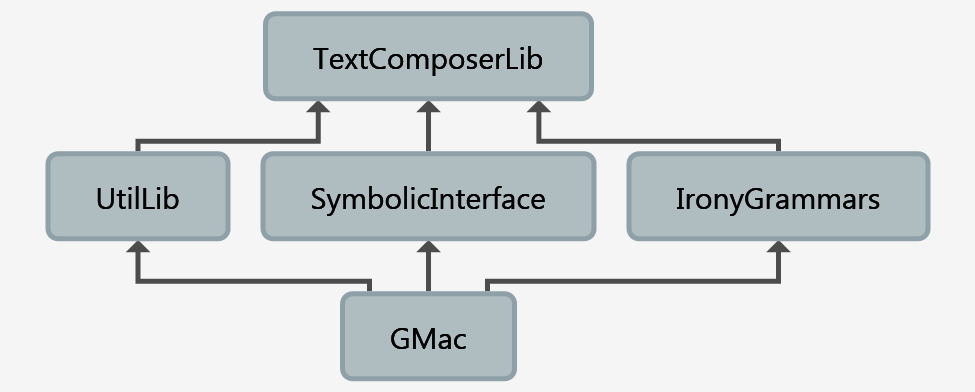 TextComposerLib
UtilLib
SymbolicInterface
IronyGrammars
GMac